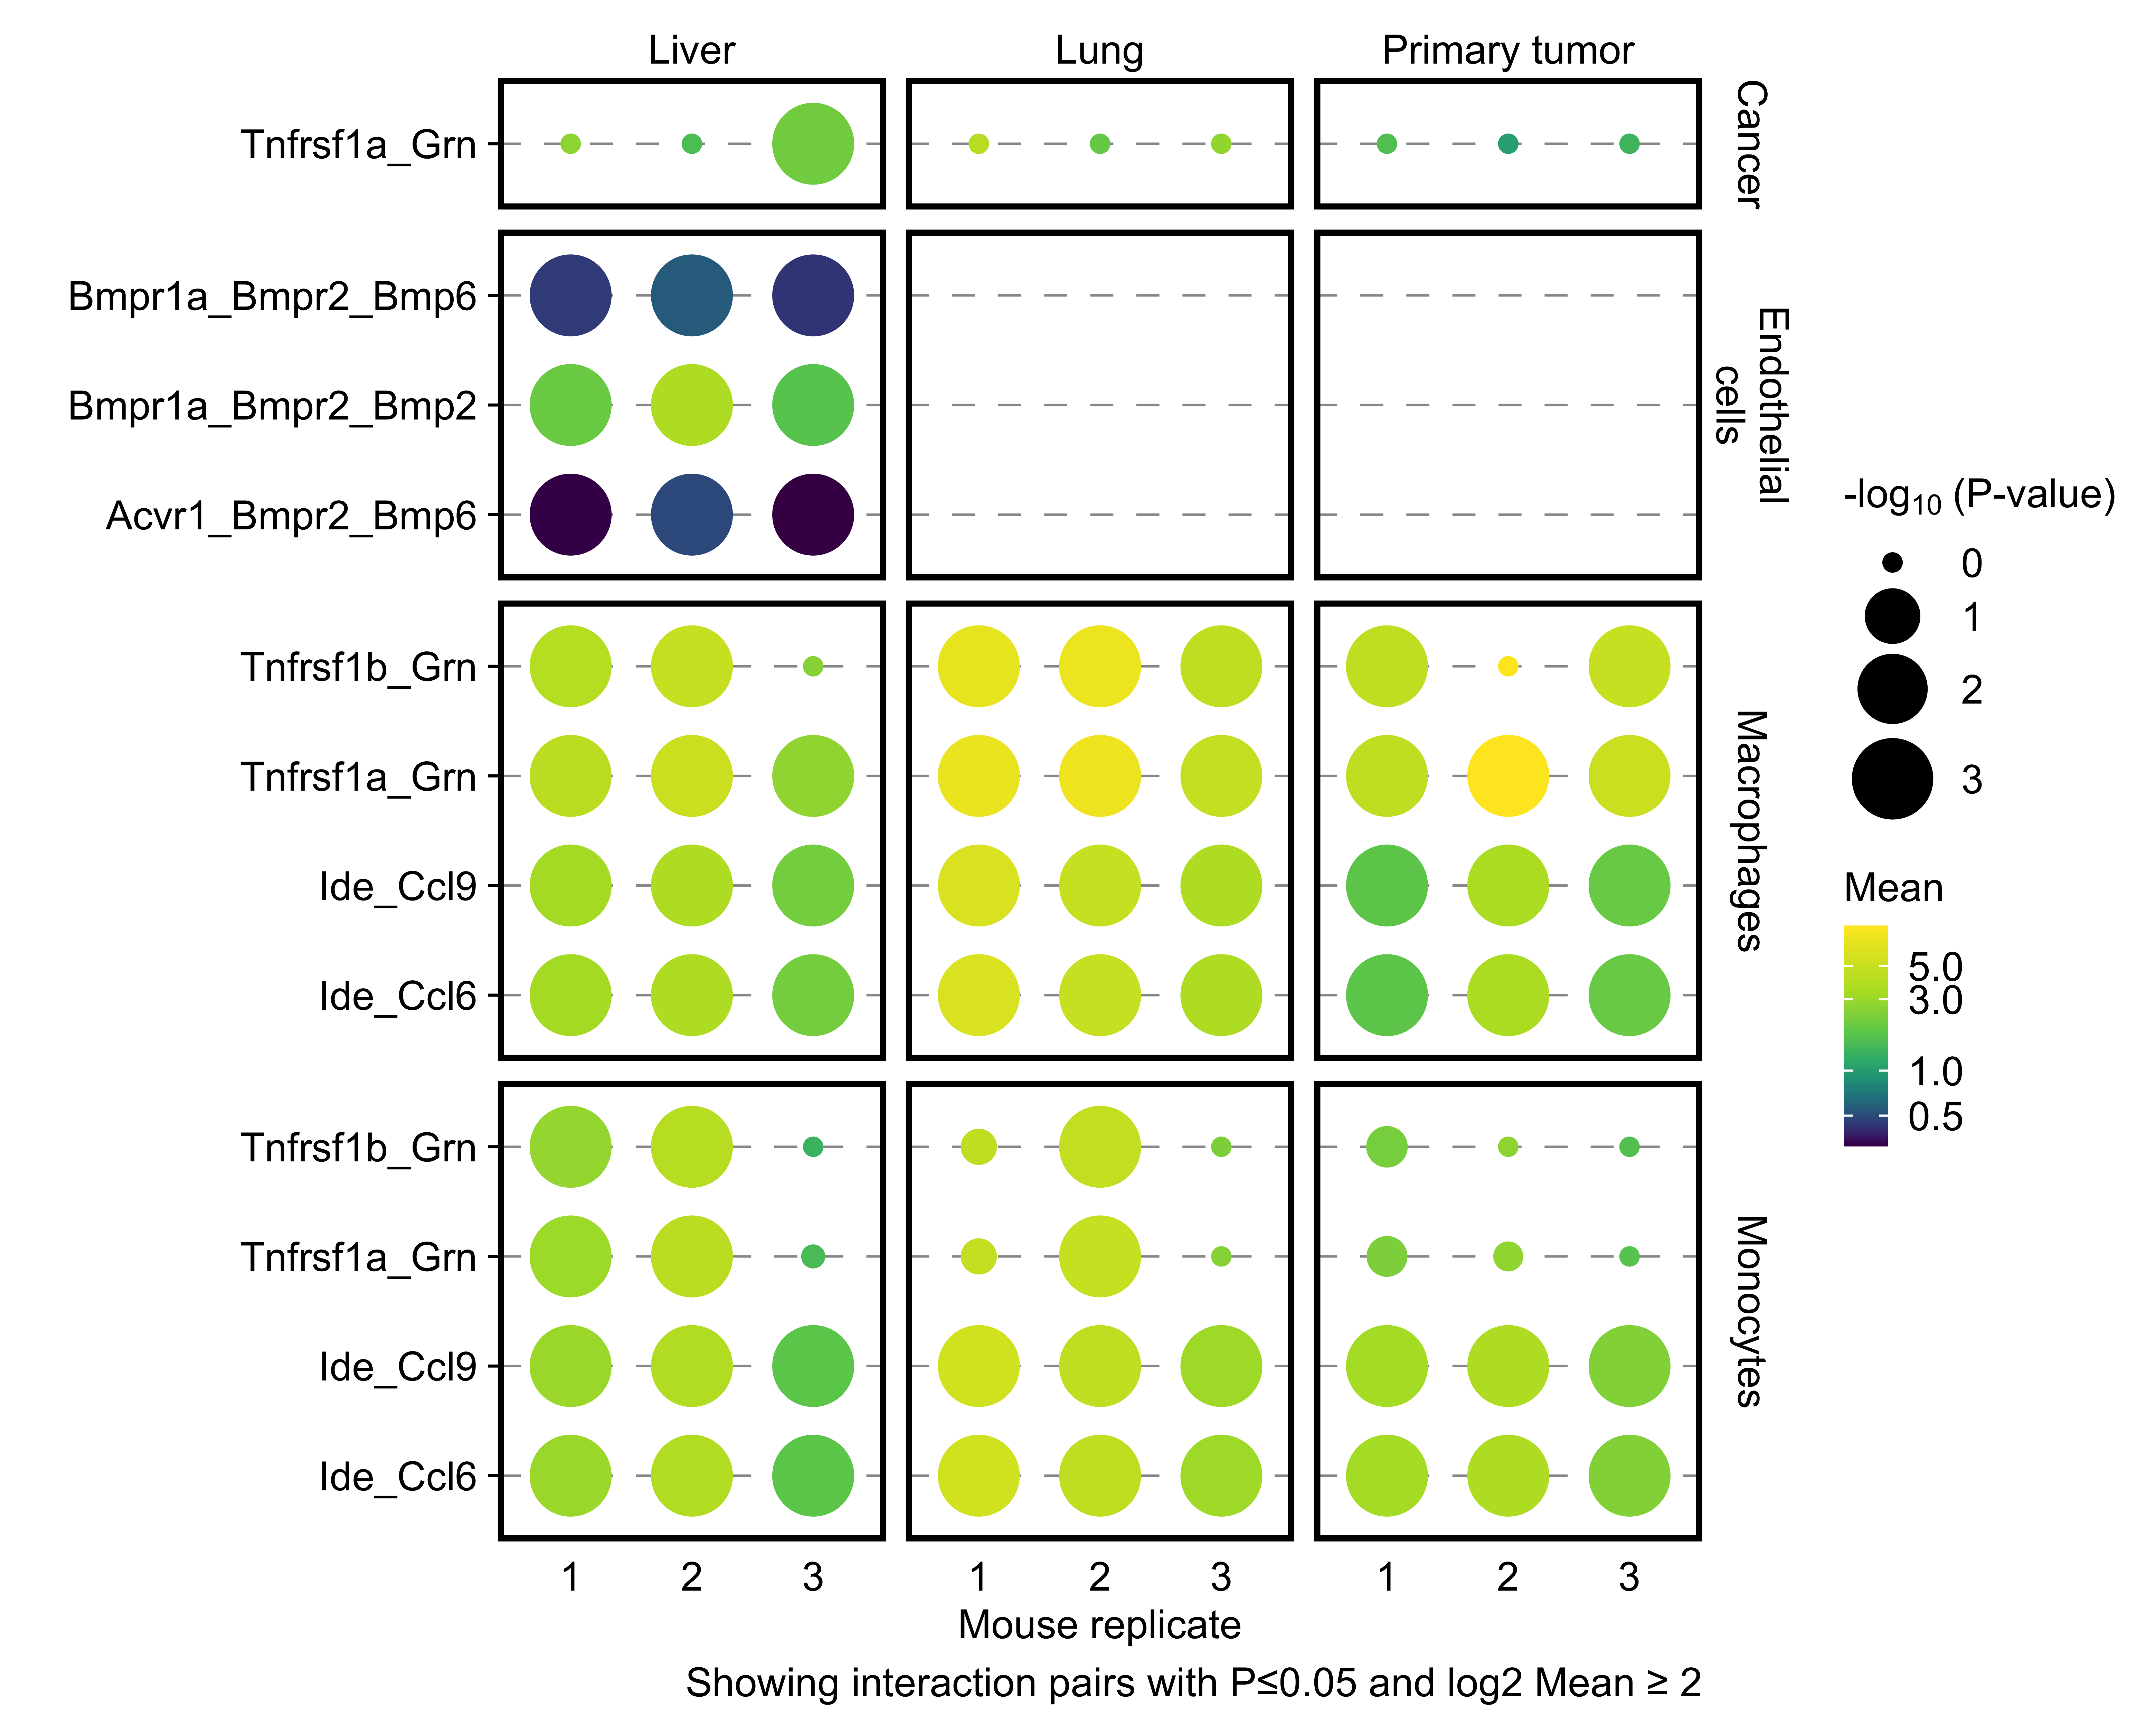 Liver
Lung
Primary tumor
Tnfrsf1a_Grn
Cancer
Bmpr1a_Bmpr2_Bmp6
Bmpr1a_Bmpr2_Bmp2
Acvr1_Bmpr2_Bmp6
Endothelial
cells
Tnfrsf1b_Grn
Tnfrsf1a_Grn
Ide_Ccl9
Ide_Ccl6
Macrophages
Tnfrsf1b_Grn
Tnfrsf1a_Grn
Ide_Ccl9
Ide_Ccl6
Monocytes
1 2 3
1 2 3
1 2 3
Mouse replicate
Showing interaction pairs with P≤0.05 and log2 Mean ≥ 2
-log₁₀ (P-value)
0
1
2
3
Mean
5.0
3.0
1.0
0.5